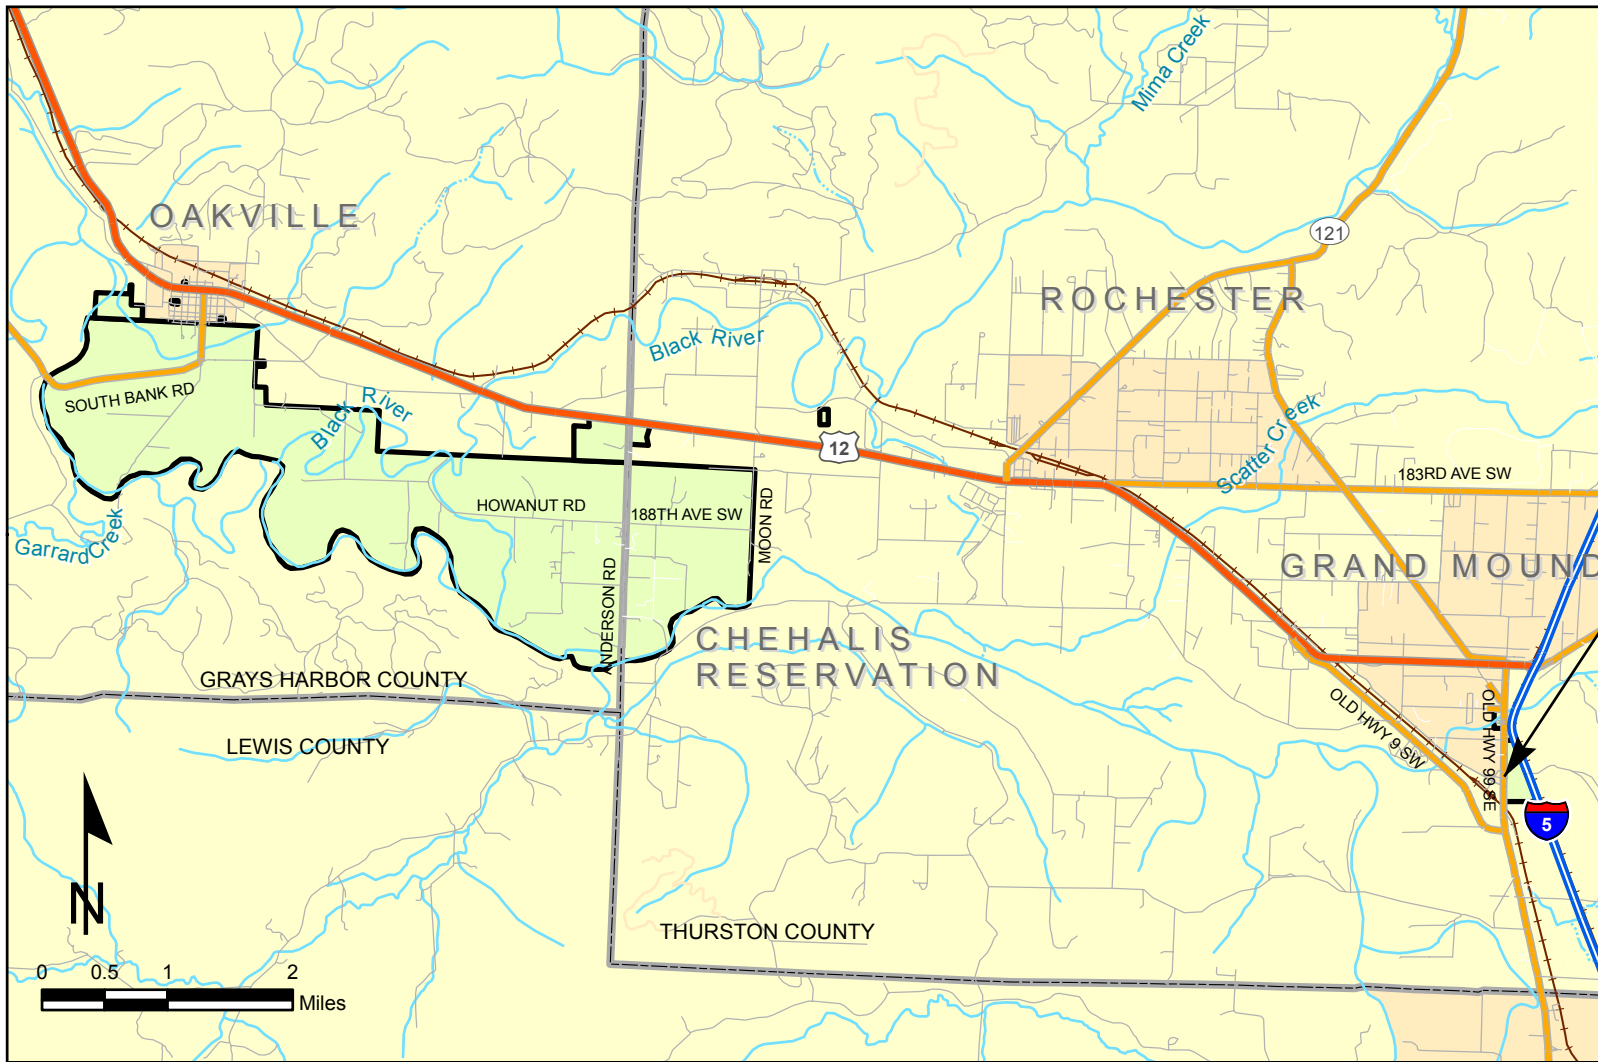 Mima Creek
OAKVILLE
121
ROCHESTER
Black River
SOUTH BANK RD
Black River
12
Scatter Creek
183RD AVE SW
HOWANUT RD
188TH AVE SW
MOON RD
Garrard Creek
GRAND MOUND
ANDERSON RD
CHEHALIS
RESERVATION
GRAYS HARBOR COUNTY
LEWIS COUNTY
OLD HWY 9 SW
OLD HWY 99 SE
5
N
THURSTON COUNTY
0 0.5 1 2
Miles